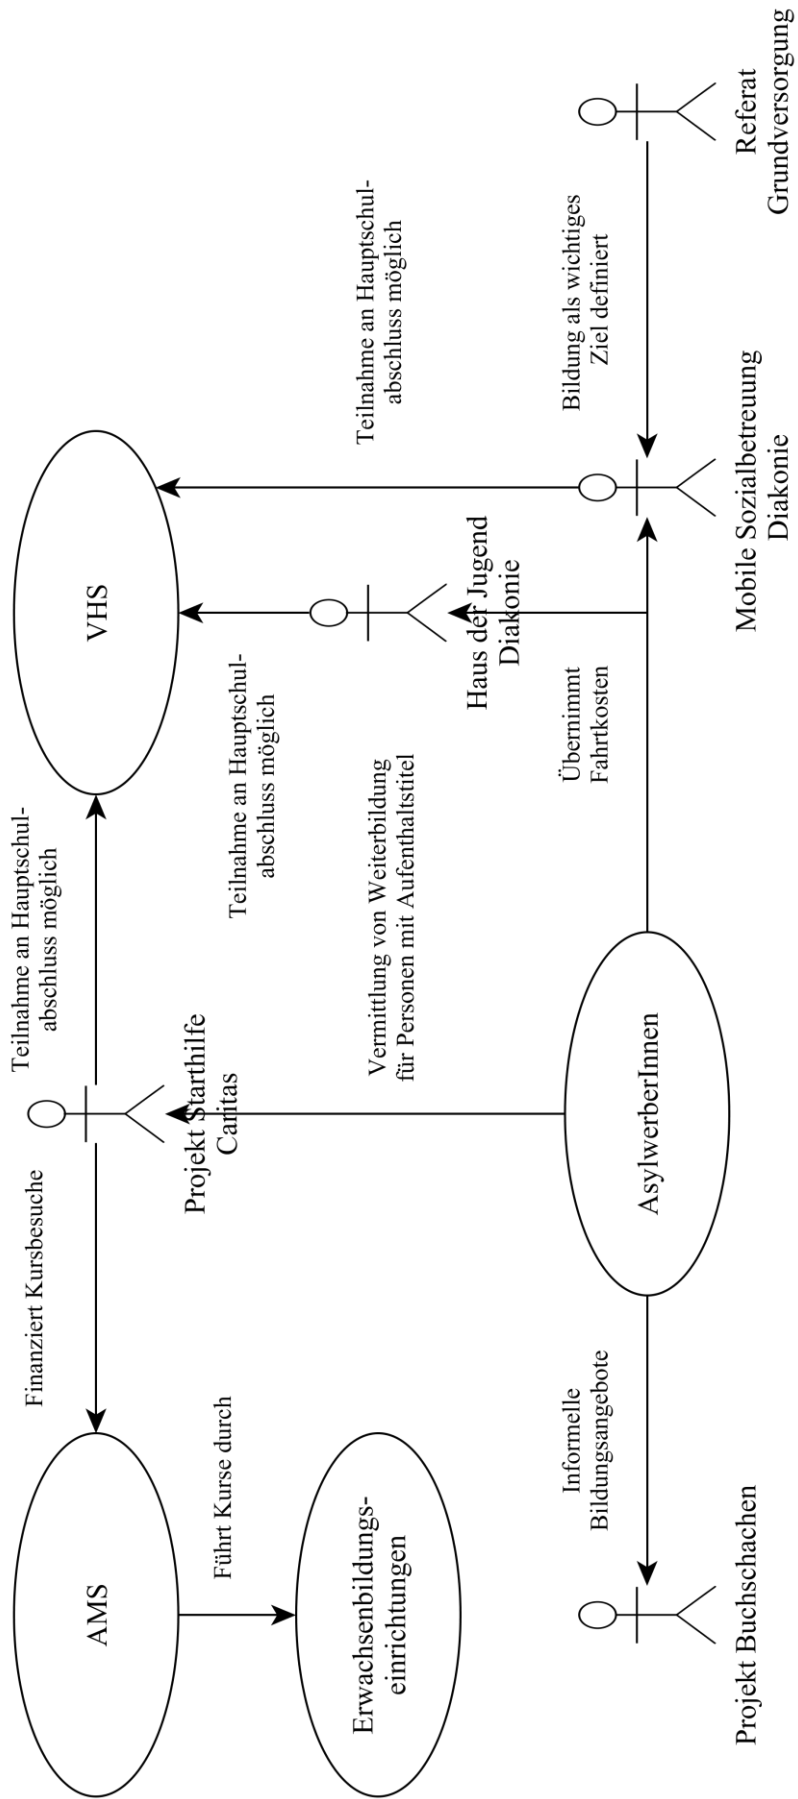 AMS
Finanziert Kursbesuche
Teilnahme an Hauptschul-
abschluss möglich
VHS
Führt Kurse durch
Projekt Starthilfe
Caritas
Teilnahme an Hauptschul-
abschluss möglich
Erwachsenbildungs-
einrichtungen
Vermittlung von Weiterbildung
für Personen mit Aufenthaltstitel
Haus der Jugend
Diakonie
Teilnahme an Hauptschul-
abschluss möglich
Informelle
Bildungsangebote
Übernimmt
Fahrtkosten
Bildung als wichtiges
Ziel definiert
AsylwerberInnen
Projekt Buchschachen
Mobile Sozialbetreuung
Diakonie
Referat
Grundversorgung